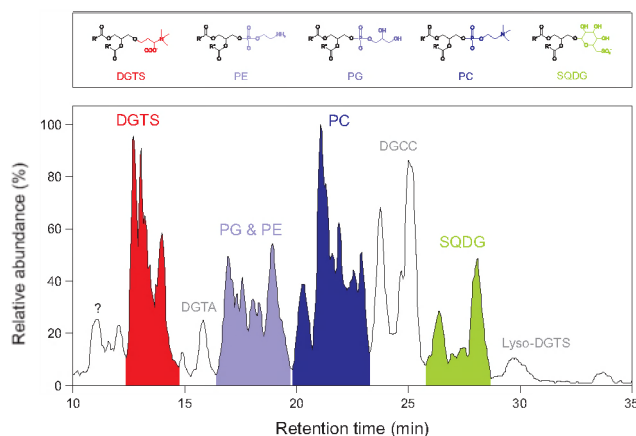 DGTS PE PG PC SQDG
DGTS
PC
DGCC
PG & PE
SQDG
DGTA
?
Lyso-DGTS
Relative abundance (%)
100
80
60
40
20
0
10 15 20 25 30 35
Retention time (min)